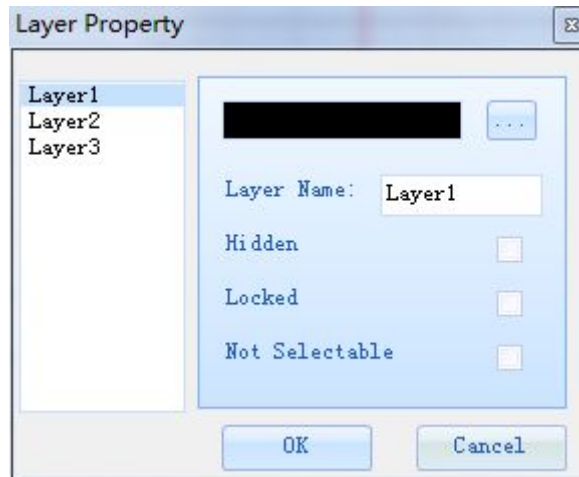 Layer Property
Layer1
Layer2
Layer3
...
Layer Name: Layer1
Hidden
Locked
Not Selectable
OK Cancel